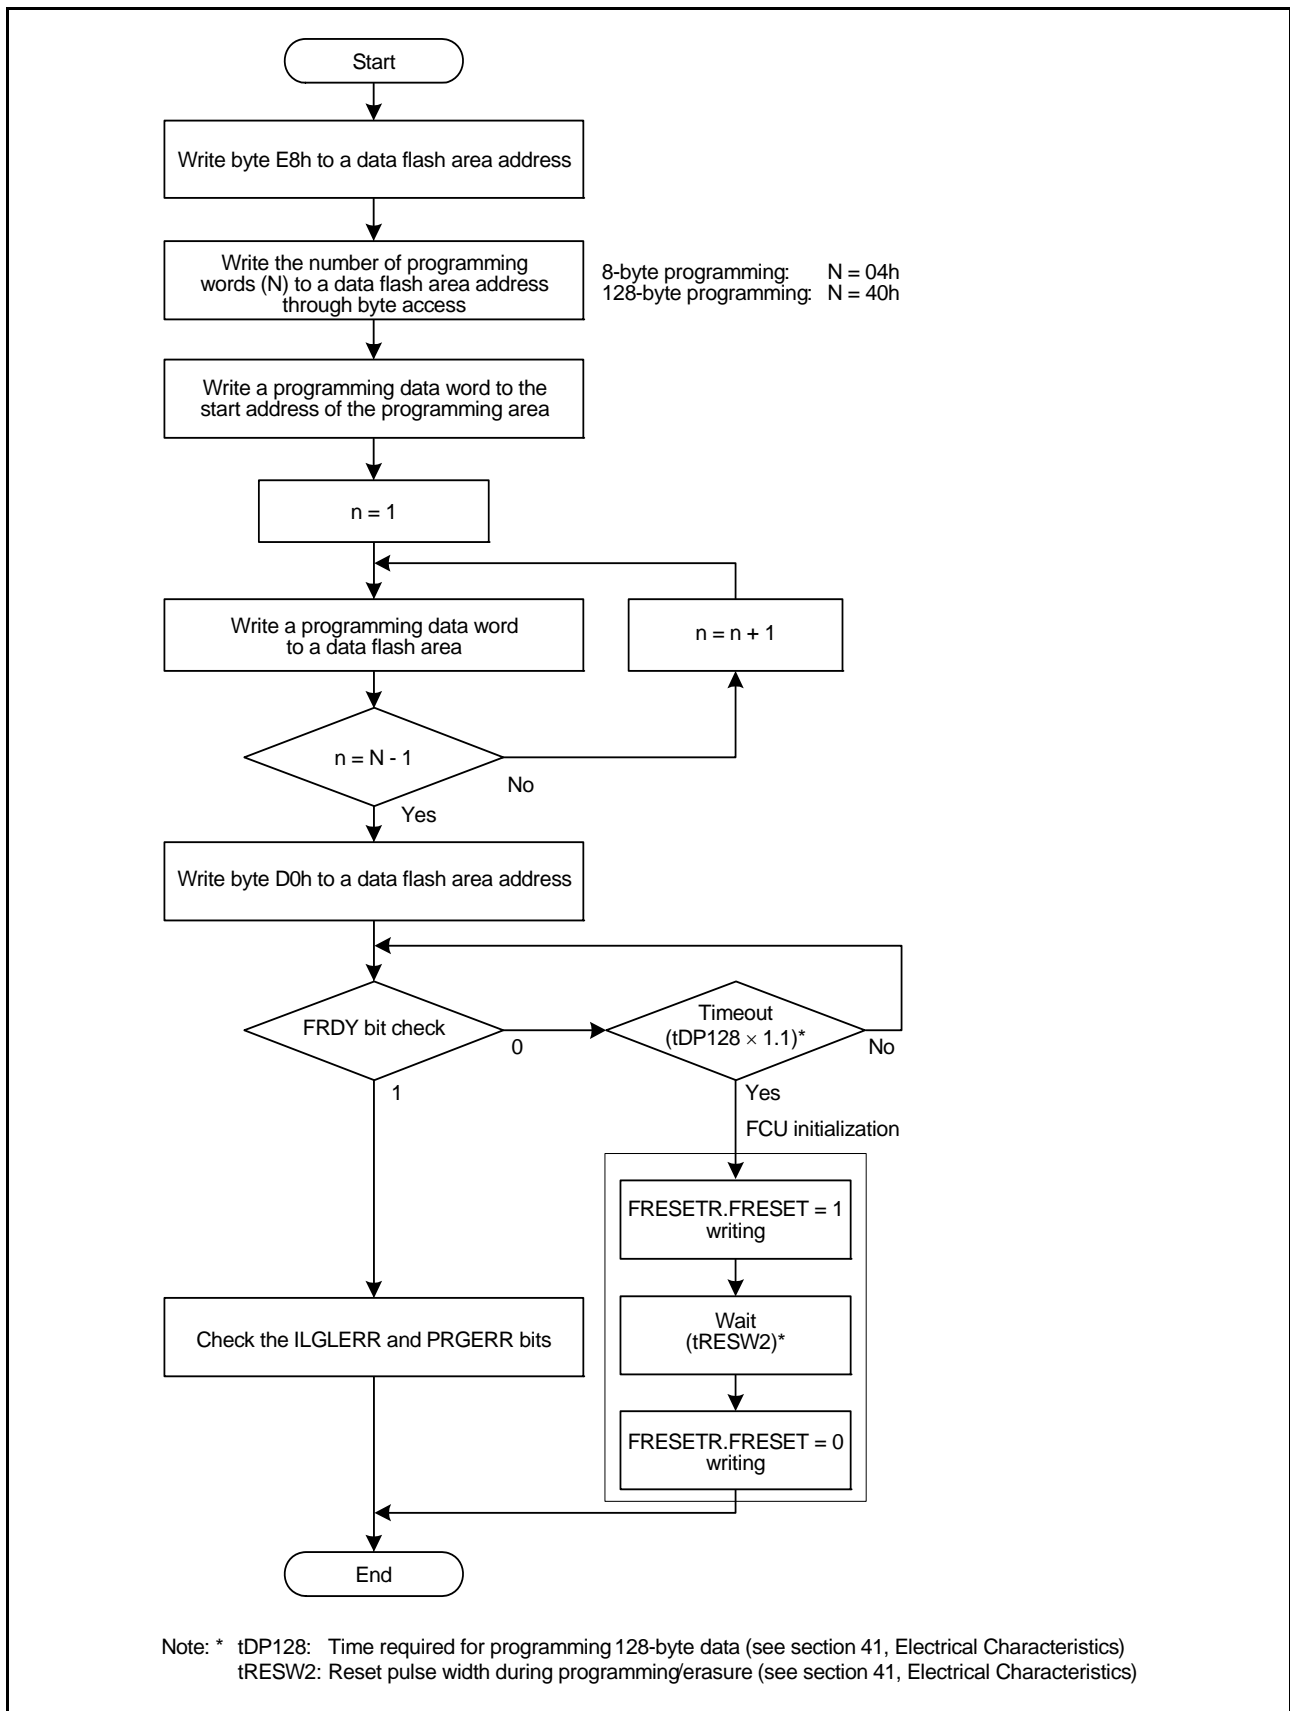 Start
Write byte E8h to a data flash area address
Write the number of programming
words (N) to a data flash area address
through byte access
8-byte programming: N = 04h
128-byte programming: N = 40h
Write a programming data word to the
start address of the programming area
n = 1
Write a programming data word
to a data flash area
n = n + 1
n = N - 1
No
Yes
Write byte D0h to a data flash area address
FRDY bit check
0
Timeout
(tDP128 × 1.1)*
No
1
Yes
FCU initialization
FRESETR.FRESET = 1
writing
Wait
(tRESW2)*
FRESETR.FRESET = 0
writing
Check the ILGLERR and PRGERR bits
End
Note: * tDP128: Time required for programming 128-byte data (see section 41, Electrical Characteristics)
tRESW2: Reset pulse width during programming/erasure (see section 41, Electrical Characteristics)